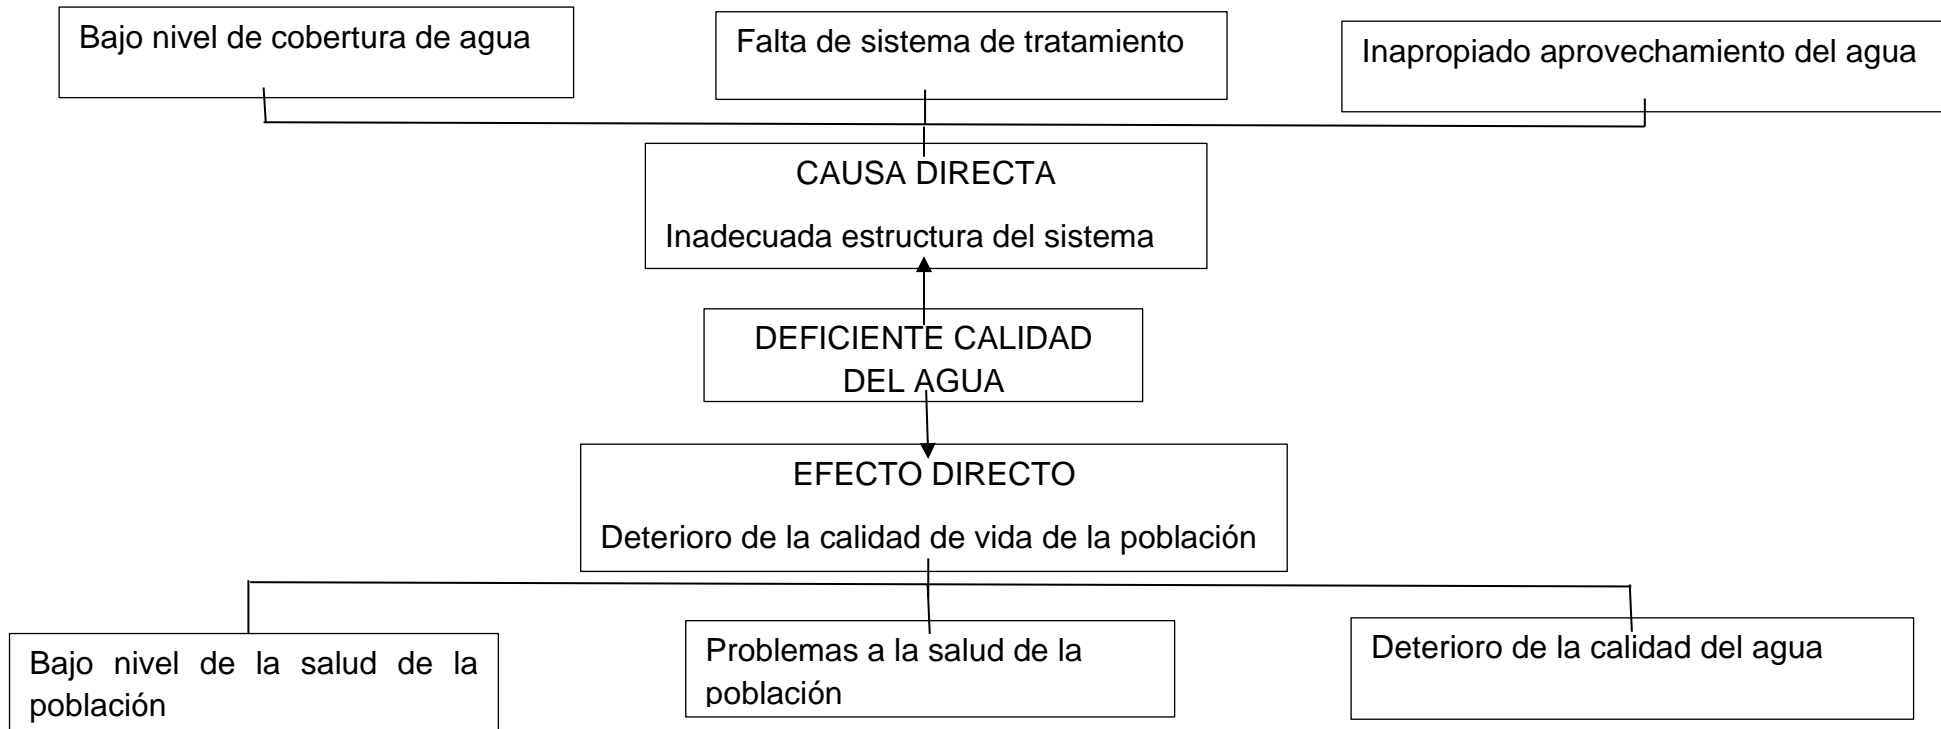 Bajo nivel de cobertura de agua
Falta de sistema de tratamiento
Inapropiado aprovechamiento del agua
CAUSA DIRECTA
Inadecuada estructura del sistema
DEFICIENTE CALIDAD
DEL AGUA
EFECTO DIRECTO
Deterioro de la calidad de vida de la población
Bajo nivel de la salud de la
población
Problemas a la salud de la
población
Deterioro de la calidad del agua